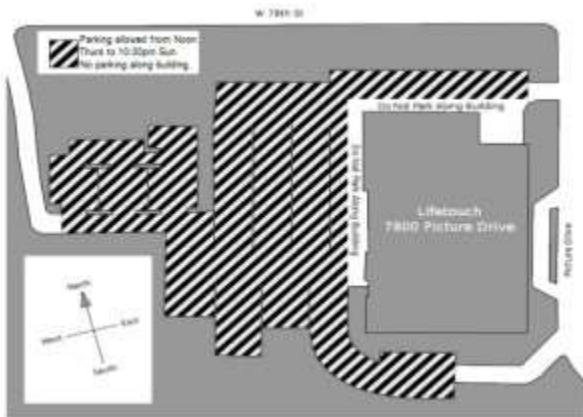 W 78th St
Parking allowed from Noon
Thurs to 10:00pm Sun
No parking along building
Do Not Park Along Building
Do Not Park Along Building
Lifetouch
7800 Picture Drive
Picture Drive
North
West
East
South